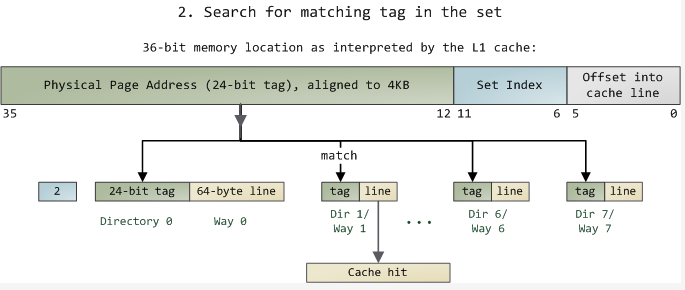 2. Search for matching tag in the set
36-bit memory location as interpreted by the L1 cache:
Physical Page Address (24-bit tag), aligned to 4KB
Set Index
Offset into
cache line
35
12
11
6
5
0
match
2
24-bit tag
64-byte line
tag
line
tag
line
tag
line
Directory 0
Way 0
Dir 1/
Way 1
...
Dir 6/
Way 6
Dir 7/
Way 7
Cache hit